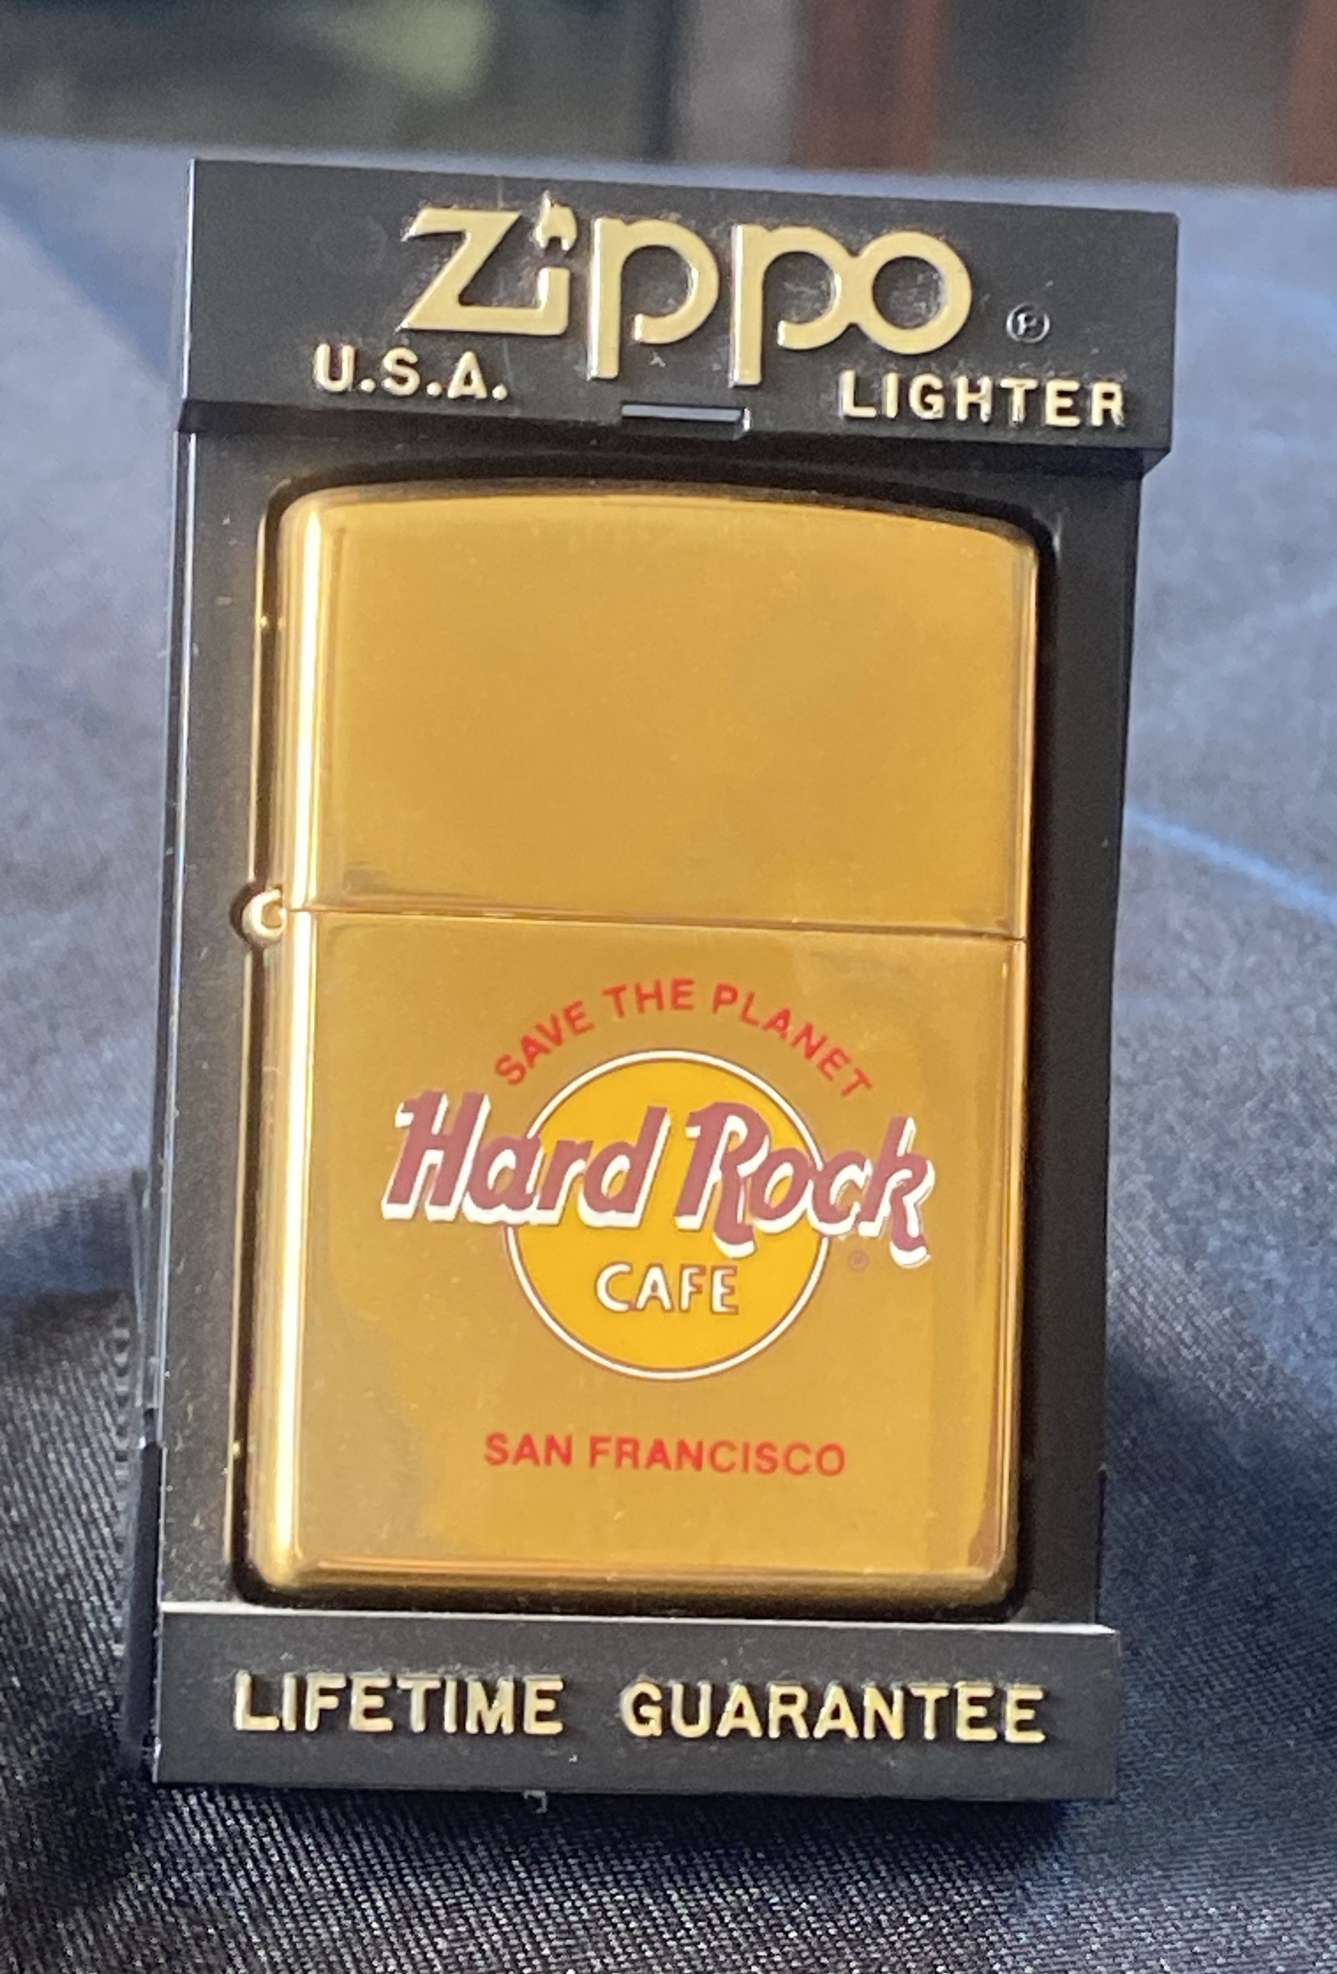 Zippo ®
U.S.A. LIGHTER
SAVE THE PLANET
Hard Rock
CAFE ®
SAN FRANCISCO
LIFETIME GUARANTEE